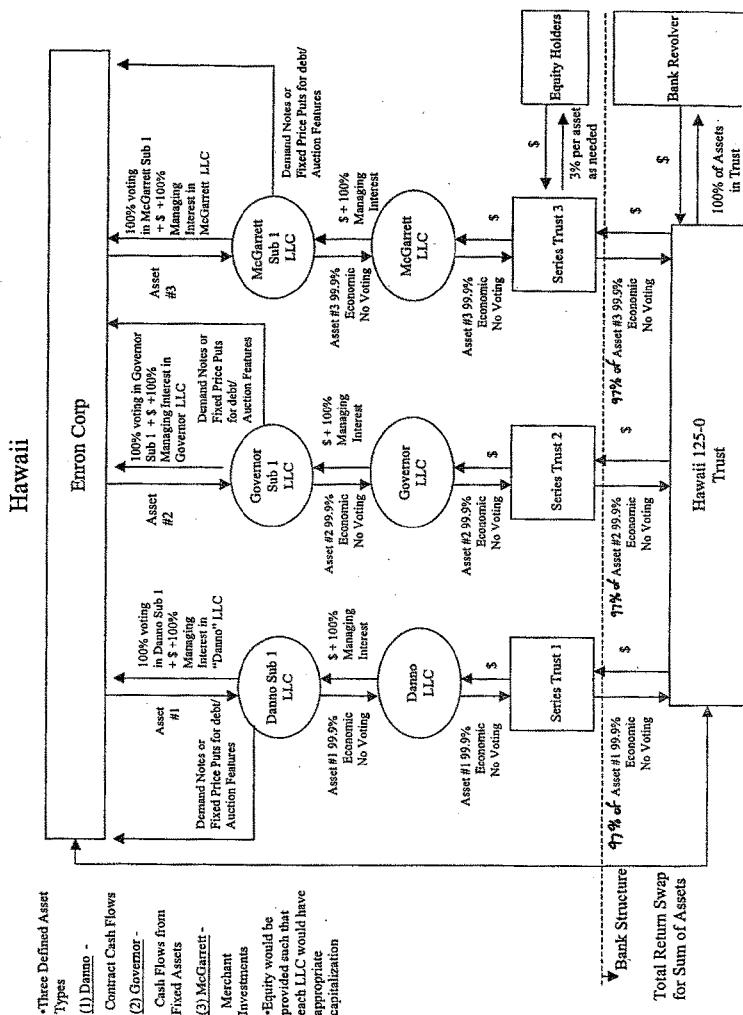 Hawaii
Enron Corp
•Three Defined Asset
Types
(1) Danno -
Contract Cash Flows
(2) Governor -
Cash Flows from
Fixed Assets
(3) McGarrett -
Merchant
Investments
•Equity would be
provided such that
each LLC would have
appropriate
capitalization
Demand Notes or
Fixed Price Puts for debt/
Auction Features
Asset
#1
100% voting
in Danno Sub 1
+ $ +100%
Managing
Interest in
"Danno" LLC
Asset
#2
100% voting in Governor
Sub 1 + $ +100%
Managing Interest in
Governor LLC
Demand Notes or
Fixed Price Puts
for debt/
Auction Features
Asset
#3
100% voting
in McGarrett Sub 1
+ $ +100%
Managing
Interest in
McGarrett LLC
Demand Notes or
Fixed Price Puts for debt/
Auction Features
Danno Sub 1
LLC
Governor
Sub 1
LLC
McGarrett
Sub 1
LLC
Asset #1 99.9%
Economic
No Voting
$ + 100%
Managing
Interest
Asset #2 99.9%
Economic
No Voting
$ + 100%
Managing
Interest
Asset #3 99.9%
Economic
No Voting
$ + 100%
Managing
Interest
Danno
LLC
Governor
LLC
McGarrett
LLC
Asset #1 99.9%
Economic
No Voting
$
Asset #2 99.9%
Economic
No Voting
$
Asset #3 99.9%
Economic
No Voting
$
Series Trust 1
Series Trust 2
Series Trust 3
$
3% per asset
as needed
Equity Holders
Bank Structure
97% of Asset #1 99.9%
Economic
No Voting
$
97% of Asset #2 99.9%
Economic
No Voting
$
97% of Asset #3 99.9%
Economic
No Voting
$
Total Return Swap
for Sum of Assets
Hawaii 125-0
Trust
$
100% of Assets
in Trust
Bank Revolver